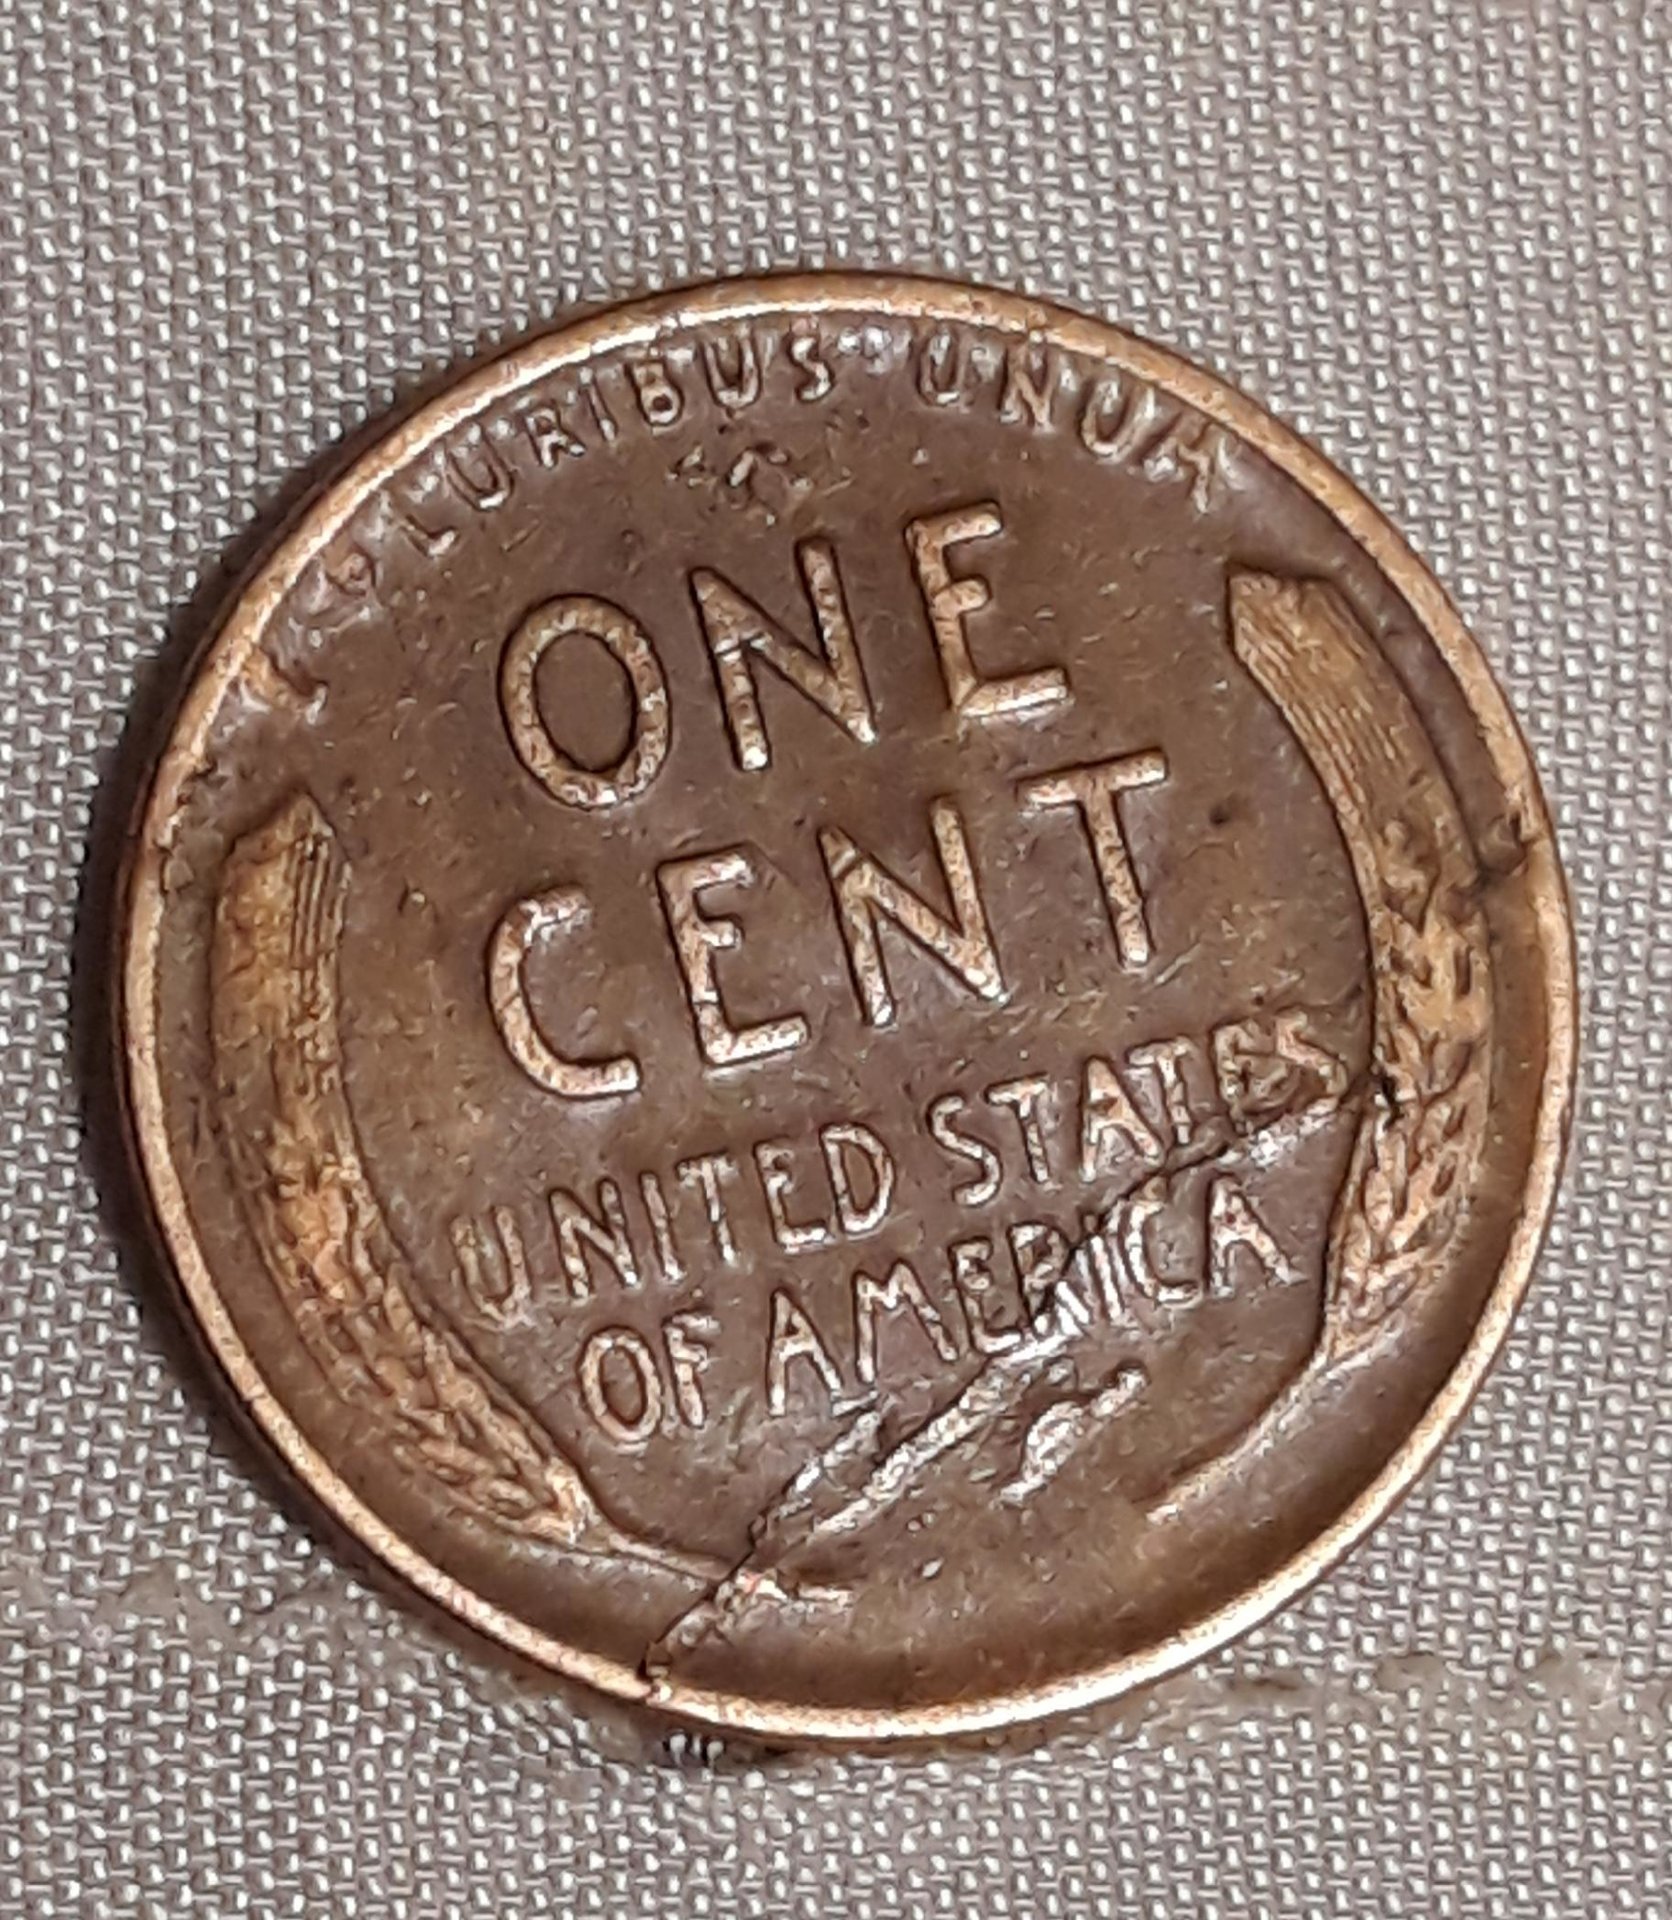 PLURIBUS · UNUM
ONE
CENT
UNITED STATES
OF AMERICA